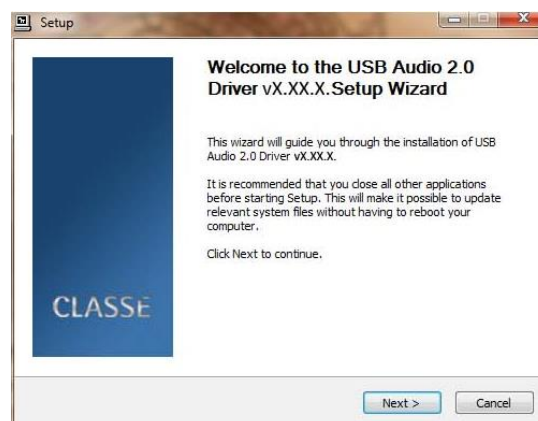 Setup
Welcome to the USB Audio 2.0
Driver vX.XX.X.Setup Wizard
This wizard will guide you through the installation of USB
Audio 2.0 Driver vX.XX.X.
It is recommended that you close all other applications
before starting Setup. This will make it possible to update
relevant system files without having to reboot your
computer.
Click Next to continue.
CLASSE
Next >
Cancel